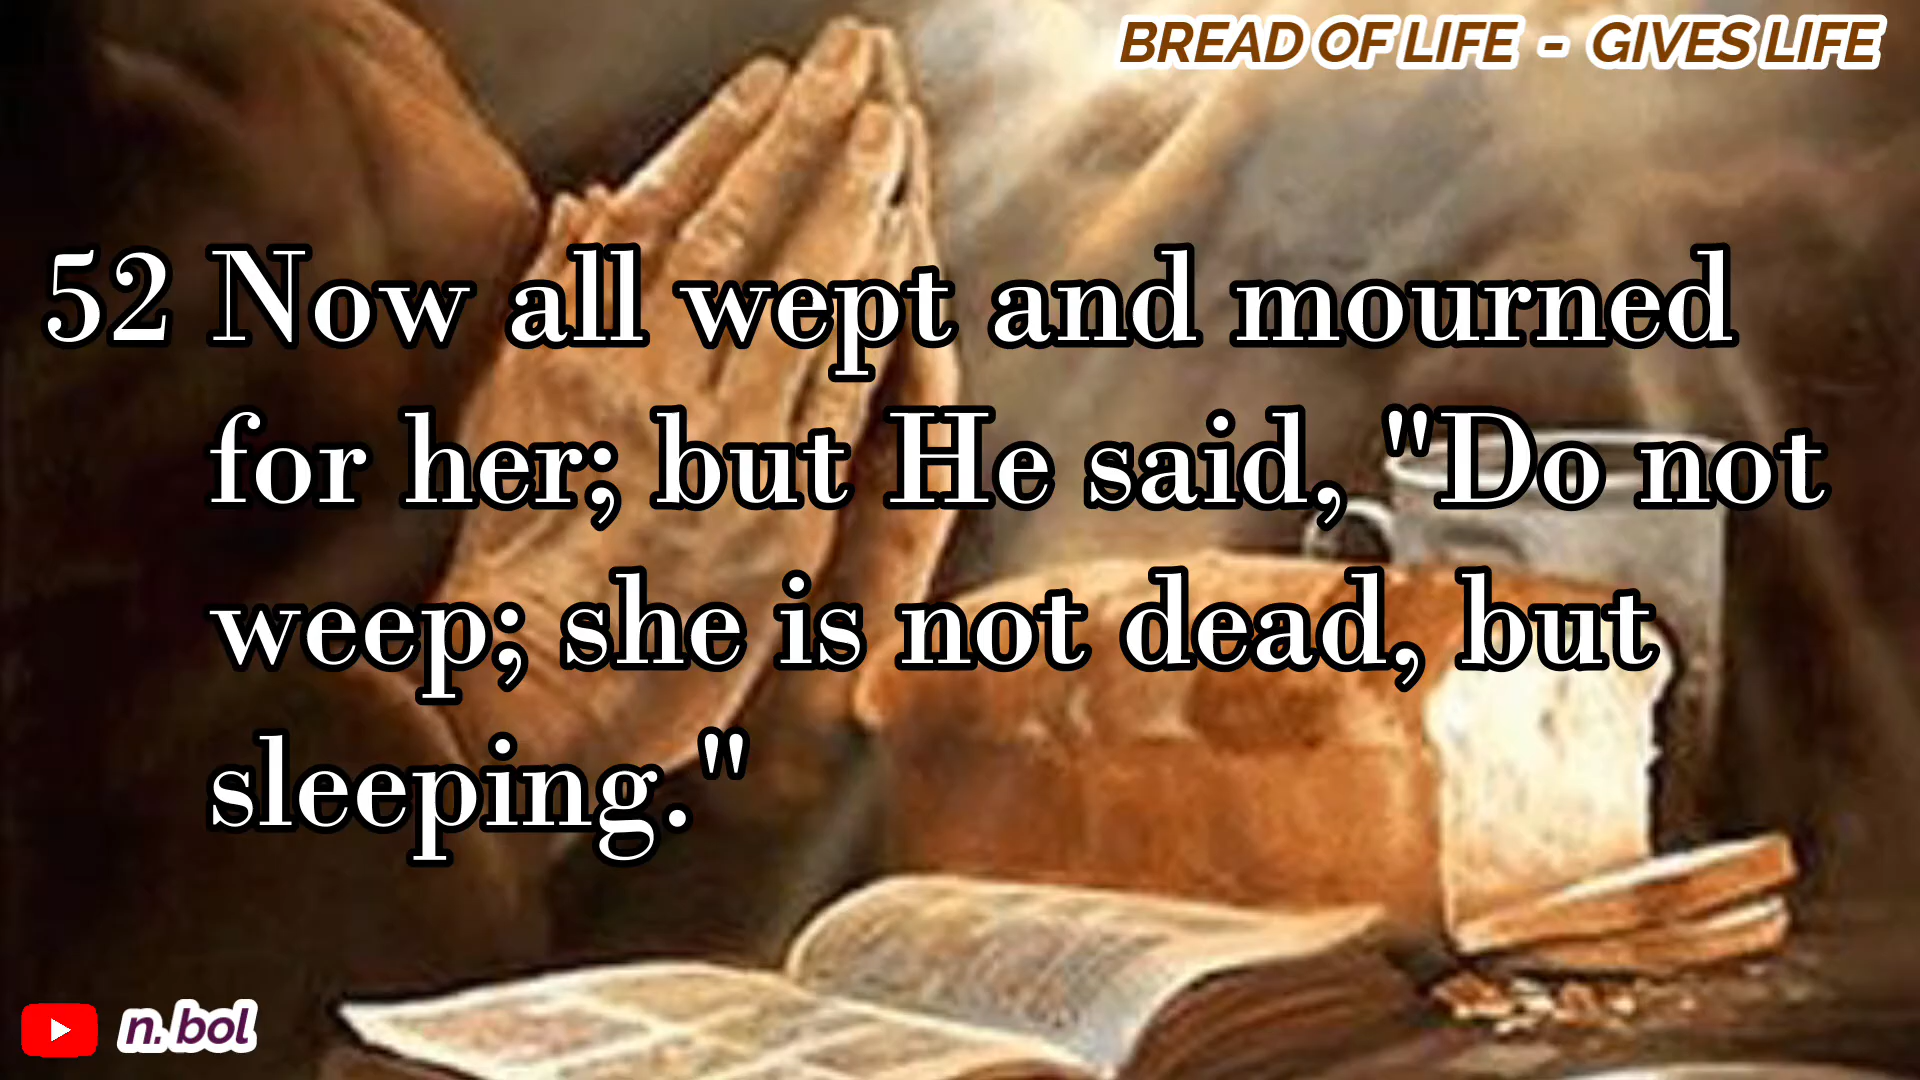 BREAD OF LIFE - GIVES LIFE
52 Now all wept and mourned
for her; but He said, "Do not
weep; she is not dead, but
sleeping."
n. bol